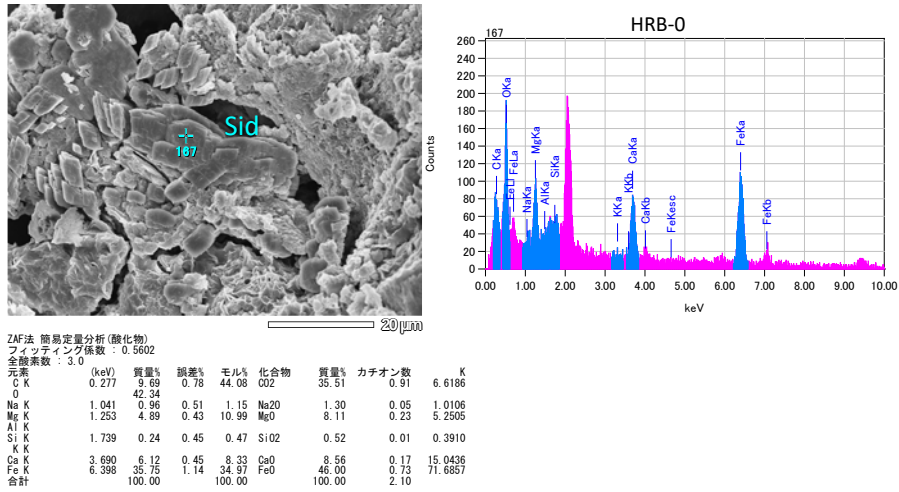 Sid
167
20 μm
HRB-0
167
Counts
260
240
220
200
180
160
140
120
100
80
60
40
20
0
CKa
OKa
FeLl
FeLa
NaKa
MgKa
AlKa
SiKa
KKa
KKb
CaKa
CaKb
FeKesc
FeKa
FeKb
0.00 1.00 2.00 3.00 4.00 5.00 6.00 7.00 8.00 9.00 10.00
keV
ZAF法 簡易定量分析(酸化物)
フィッティング係数 : 0.5602
全酸素数 : 3.0
元素 (keV) 質量% 誤差% モル% 化合物 質量% カチオン数 K
C K 0.277 9.69 0.78 44.08 CO2 35.51 0.91 6.6186
O 42.34
Na K 1.041 0.96 0.51 1.15 Na2O 1.30 0.05 1.0106
Mg K 1.253 4.89 0.43 10.99 MgO 8.11 0.23 5.2505
Al K
Si K 1.739 0.24 0.45 0.47 SiO2 0.52 0.01 0.3910
K K
Ca K 3.690 6.12 0.45 8.33 CaO 8.56 0.17 15.0436
Fe K 6.398 35.75 1.14 34.97 FeO 46.00 0.73 71.6857
合計 100.00 100.00 100.00 2.10